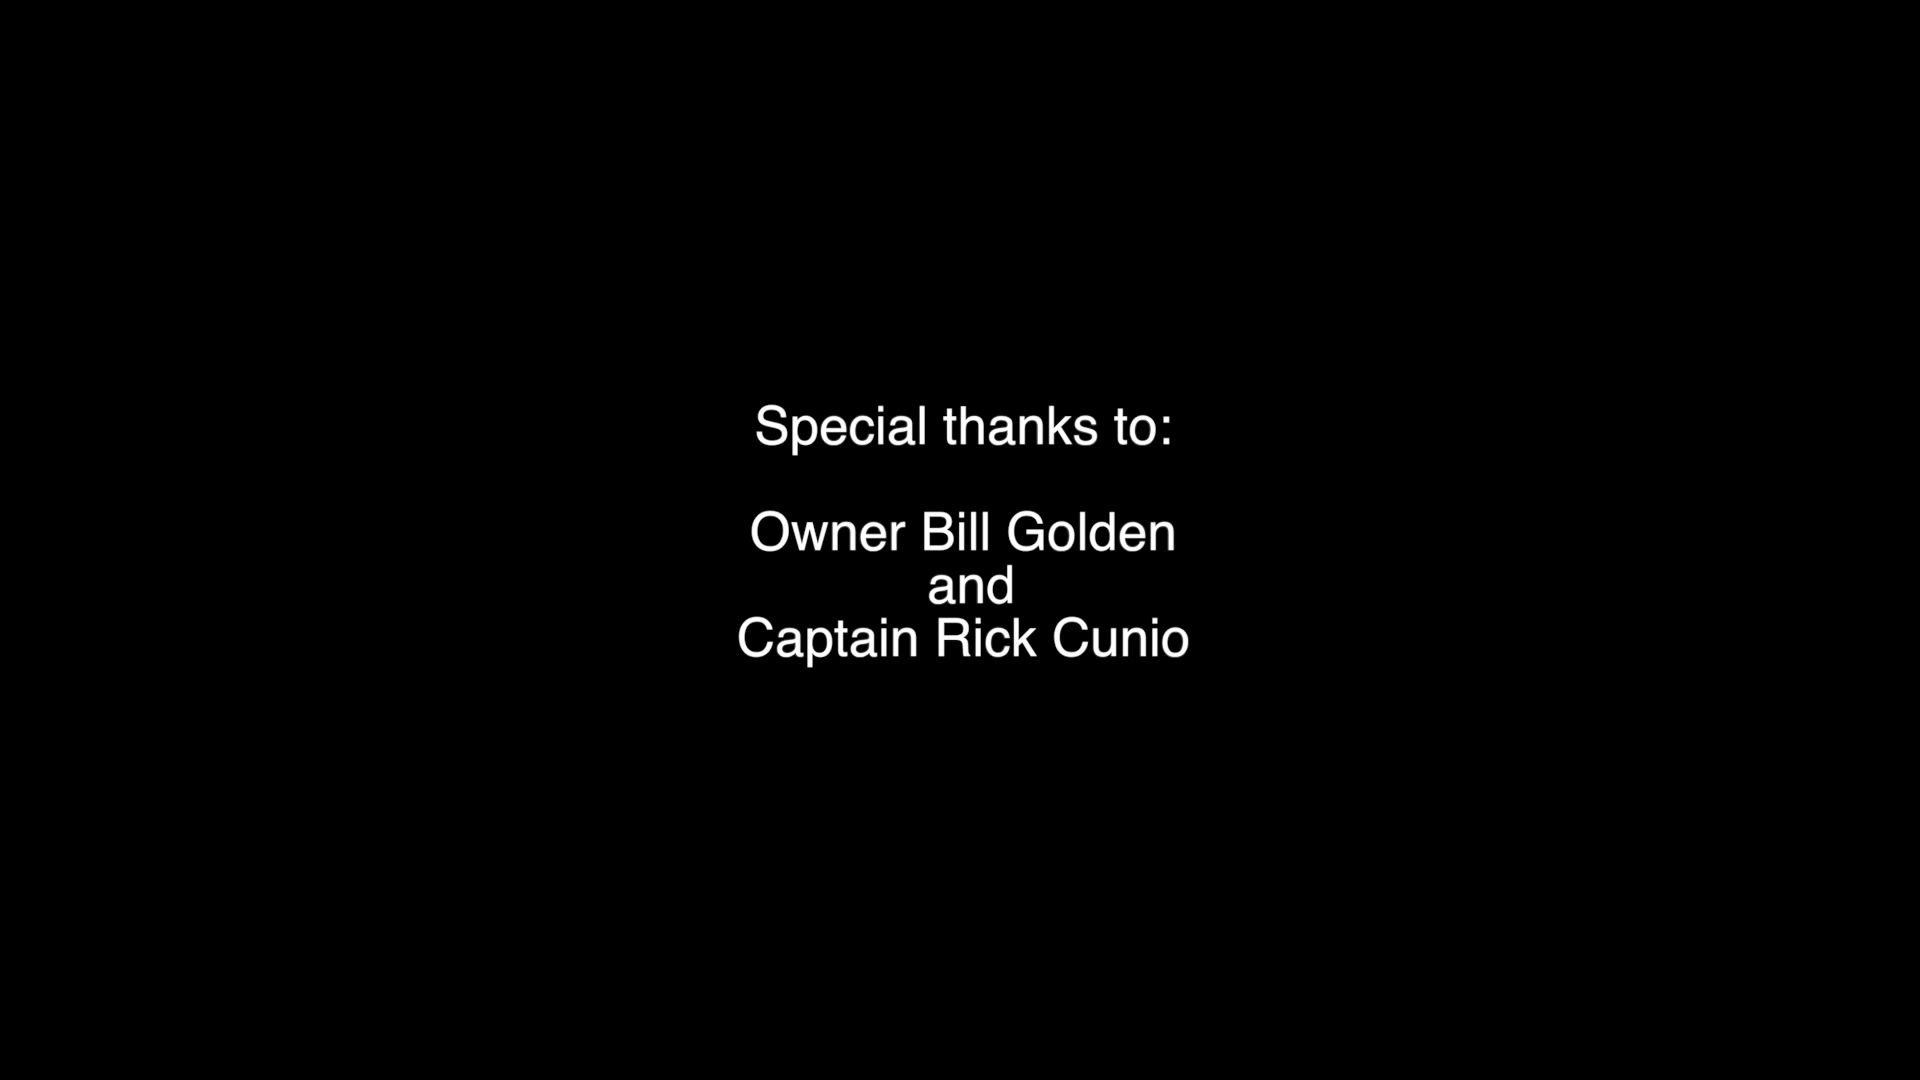 Special thanks to:
Owner Bill Golden
and
Captain Rick Cunio